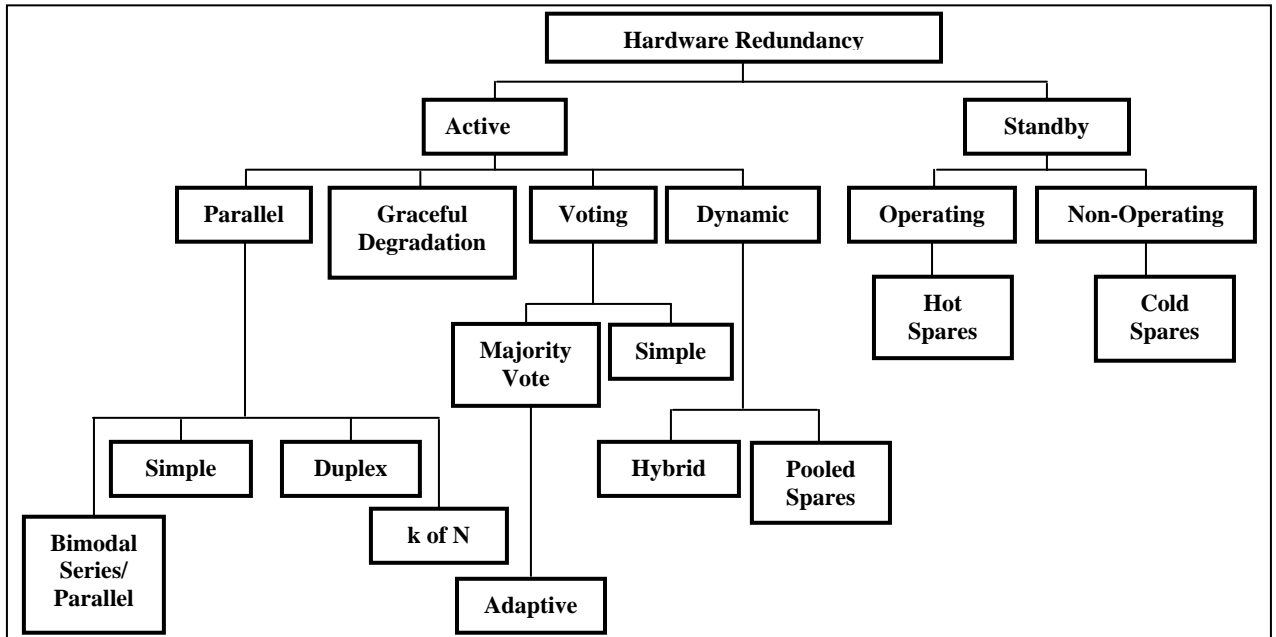 Hardware Redundancy
Active
Standby
Parallel
Graceful
Degradation
Voting
Dynamic
Operating
Non-Operating
Hot
Spares
Cold
Spares
Majority
Vote
Simple
Simple
Duplex
Hybrid
Pooled
Spares
k of N
Bimodal
Series/
Parallel
Adaptive